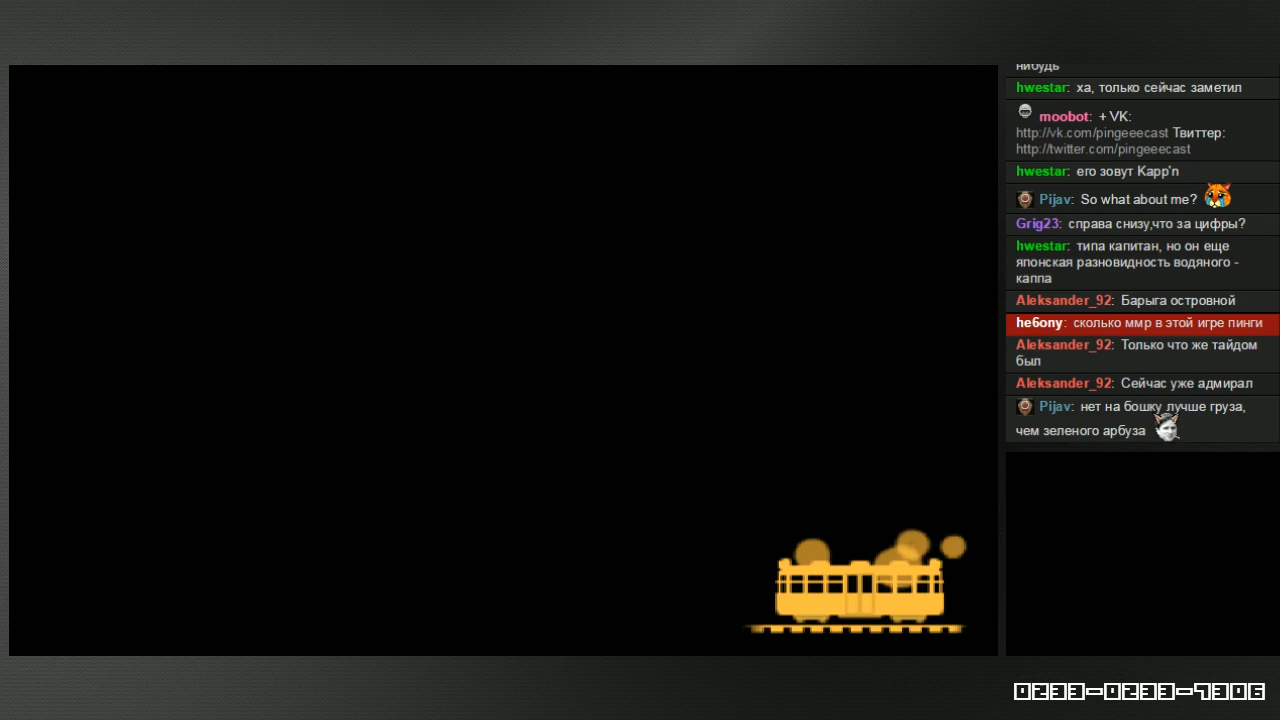 нибудь
hwestar: ха, только сейчас заметил
moobot: + VK:
http://vk.com/pingeeecast Твиттер:
http://twitter.com/pingeeecast
hwestar: его зовут Kapp'n
Pijav: So what about me?
Grig23: справа снизу,что за цифры?
hwestar: типа капитан, но он еще
японская разновидность водяного -
каппа
Aleksander_92: Барыга островной
he6ony: сколько ммр в этой игре пинги
Aleksander_92: Только что же тайдом
был
Aleksander_92: Сейчас уже адмирал
Pijav: нет на бошку лучше груза,
чем зеленого арбуза
0233-0233-9306